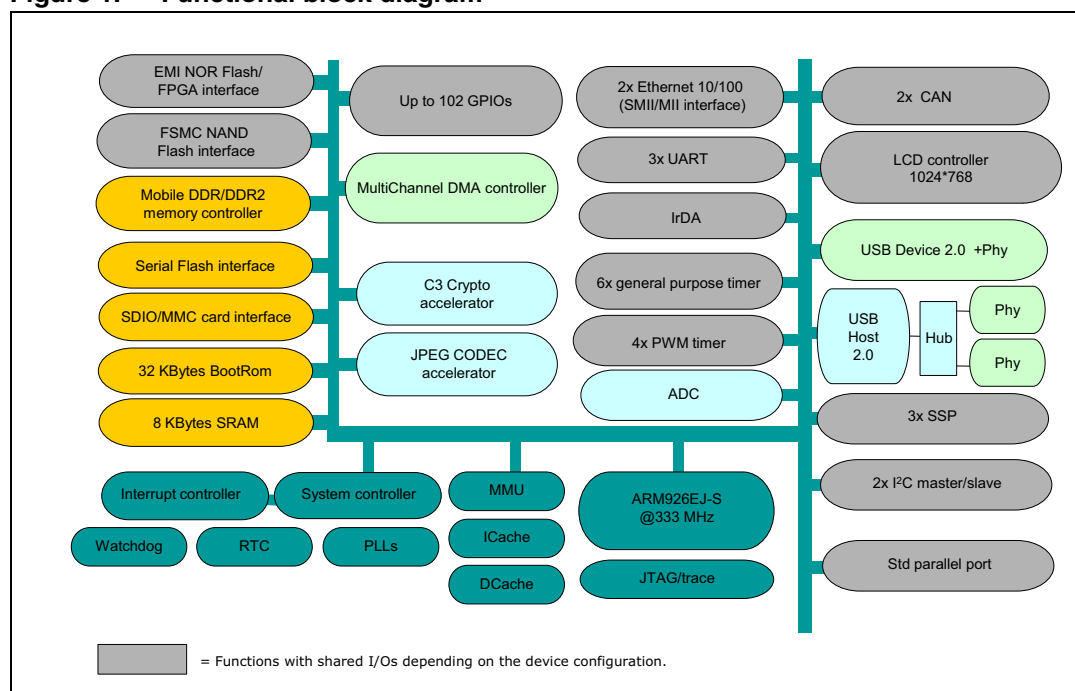 Figure 1. Functional block diagram
EMI NOR Flash/
FPGA interface
FSMC NAND
Flash interface
Mobile DDR/DDR2
memory controller
Serial Flash interface
SDIO/MMC card interface
32 KBytes BootRom
8 KBytes SRAM
Up to 102 GPIOs
MultiChannel DMA controller
C3 Crypto
accelerator
JPEG CODEC
accelerator
2x Ethernet 10/100
(SMII/MII interface)
3x UART
IrDA
6x general purpose timer
4x PWM timer
ADC
2x CAN
LCD controller
1024*768
USB Device 2.0 +Phy
USB
Host
2.0
Hub
Phy
Phy
3x SSP
2x I²C master/slave
Std parallel port
Interrupt controller
System controller
Watchdog
RTC
PLLs
MMU
ICache
DCache
ARM926EJ-S
@333 MHz
JTAG/trace
= Functions with shared I/Os depending on the device configuration.